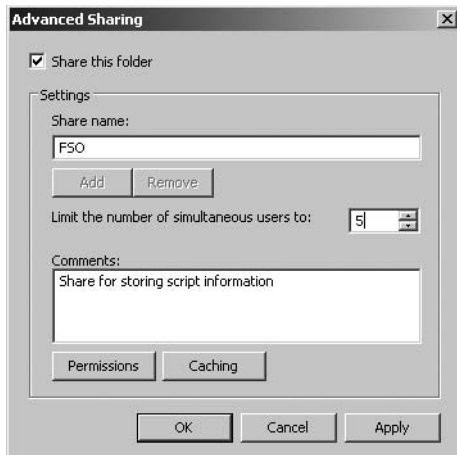 Advanced Sharing
Share this folder
Settings
Share name:
FSO
Add Remove
Limit the number of simultaneous users to: 5
Comments:
Share for storing script information
Permissions Caching
OK Cancel Apply